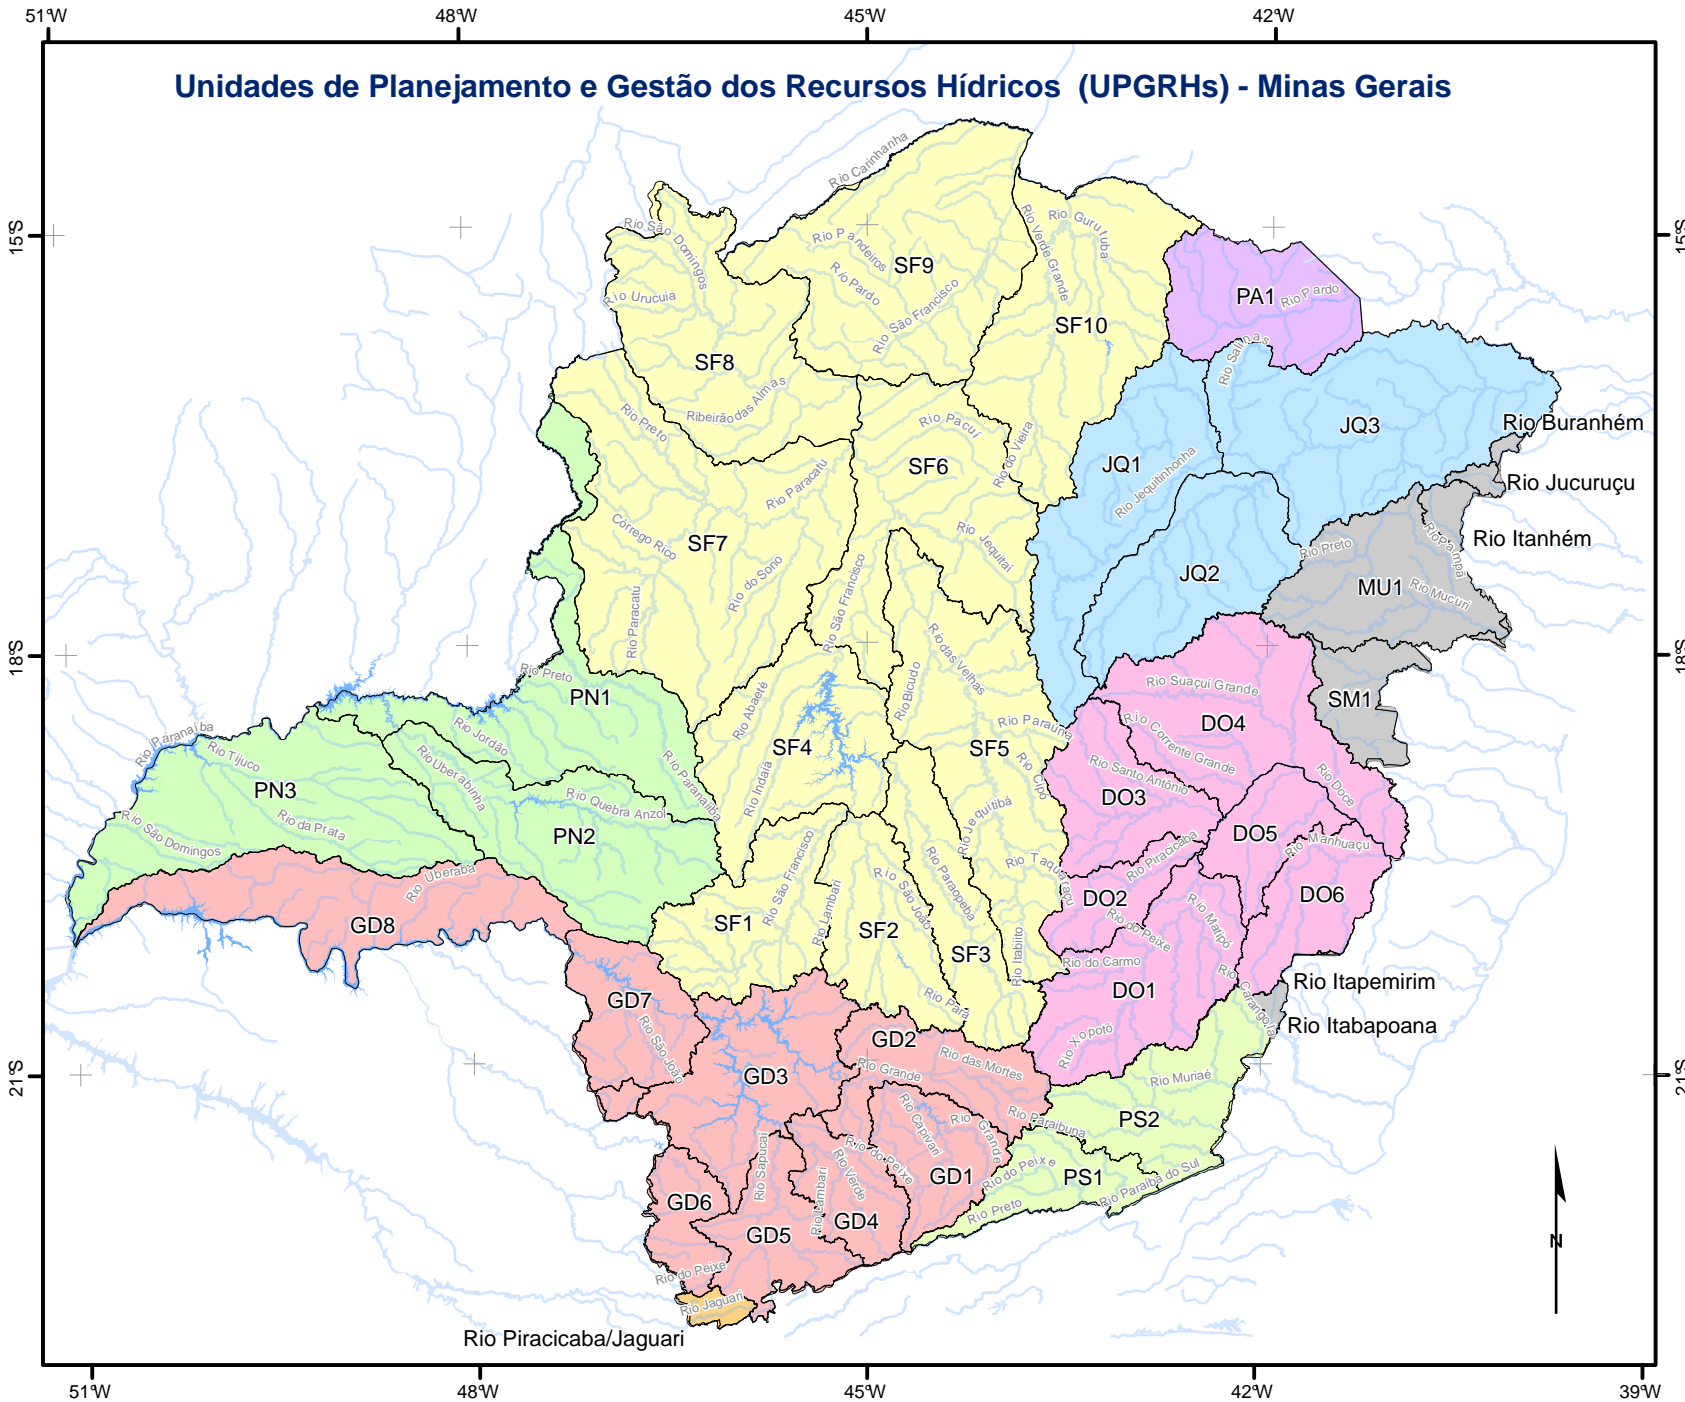 51°W
48°W
45°W
42°W
Unidades de Planejamento e Gestão dos Recursos Hídricos (UPGRHs) - Minas Gerais
Rio Carinhanha
15°S
15°S
Rio São Domingos
Rio Pandeiros
SF9
Rio Verde Grande
Rio Gurutuba
Rio Urucuia
Rio Pardo
Rio São Francisco
PA1
Rio Pardo
SF10
SF8
Rio Salinas
Ribeirão das Almas
Rio Preto
Rio Pacuí
Rio do Vieira
JQ3
Rio Buranhém
SF6
JQ1
Rio Paracatu
Rio Jequitinhonha
Rio Jucuruçu
Córrego Rico
SF7
Rio Jequitaí
Rio Preto
Rio Pampã
Rio Itanhém
JQ2
Rio do Sono
Rio São Francisco
MU1
Rio Mucuri
Rio Paracatu
18°S
18°S
Rio das Velhas
Rio Preto
PN1
Rio Abaeté
Rio Bicudo
Rio Suaçuí Grande
SM1
Rio Paranaíba
Rio Jordão
Rio Parauna
Rio Corrente Grande
DO4
Rio Tijuco
Rio Uberabinha
SF4
SF5
Rio Cipó
Rio Santo Antônio
Rio Doce
PN3
Rio Paranaíba
Rio Indaiá
DO3
Rio Quebra Anzol
Rio Jequitibá
Rio São Domingos
Rio da Prata
PN2
DO5
Rio Manhuaçu
Rio São Francisco
Rio Piracicaba
Rio Taquaraçu
Rio Uberaba
Rio Lambari
Rio São João
Rio Paraopeba
DO2
DO6
GD8
SF1
SF2
Rio do Peixe
Rio Matipó
SF3
Rio Itabirito
Rio do Carmo
Rio Carangola
Rio Itapemirim
GD7
DO1
Rio Pará
Rio Itabapoana
Rio São João
GD2
Rio Xopotó
Rio das Mortes
21°S
21°S
GD3
Rio Grande
Rio Muriaé
Rio Capivari
Rio Grande
Rio Paraibuna
PS2
Rio Sapucaí
Rio do Peixe
Rio Verde
Rio do Peixe
GD1
PS1
Rio Paraíba do Sul
GD6
Rio Lambari
GD4
Rio Preto
GD5
N
Rio do Peixe
Rio Jaguari
Rio Piracicaba/Jaguari
51°W
48°W
45°W
42°W
39°W